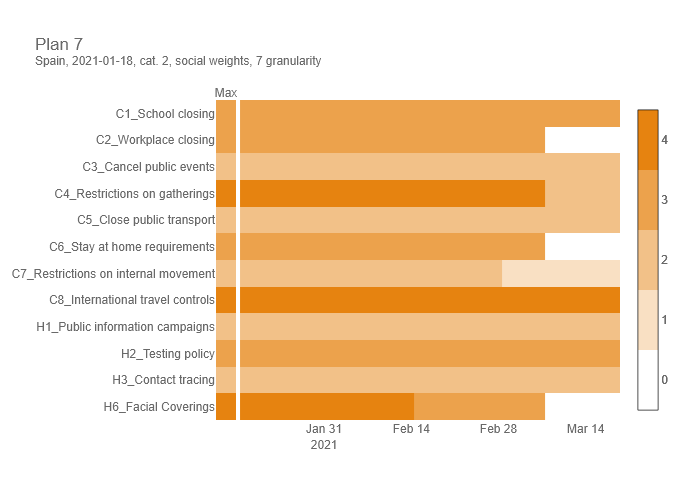 Plan 7
Spain, 2021-01-18, cat. 2, social weights, 7 granularity
Max
C1_School closing
C2_Workplace closing
C3_Cancel public events
C4_Restrictions on gatherings
C5_Close public transport
C6_Stay at home requirements
C7_Restrictions on internal movement
C8_International travel controls
H1_Public information campaigns
H2_Testing policy
H3_Contact tracing
H6_Facial Coverings
4
3
2
1
0
Jan 31 Feb 14 Feb 28 Mar 14
2021